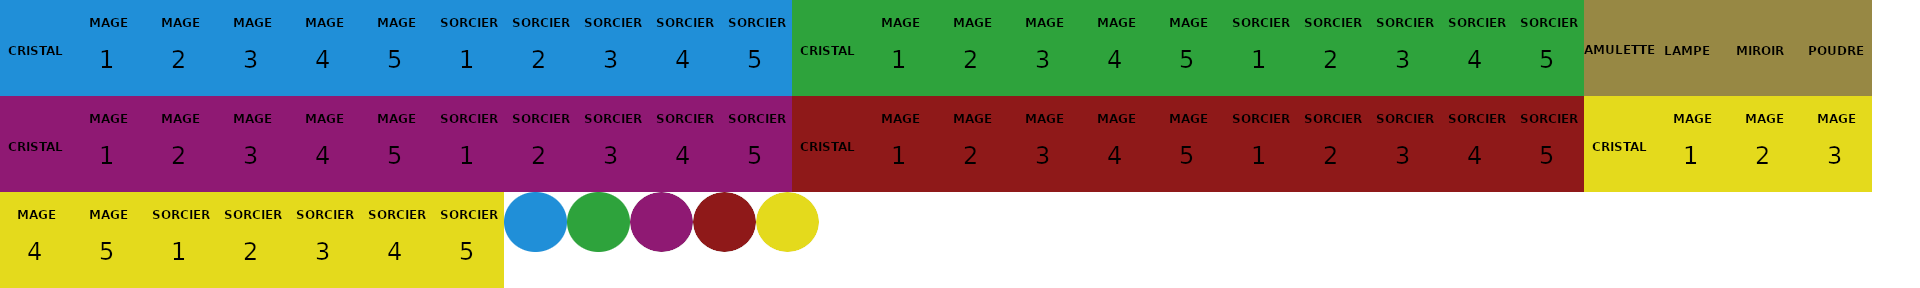 MAGE MAGE MAGE MAGE MAGE SORCIER SORCIER SORCIER SORCIER SORCIER MAGE MAGE MAGE MAGE MAGE SORCIER SORCIER SORCIER SORCIER SORCIER
CRISTAL 1 2 3 4 5 1 2 3 4 5 CRISTAL 1 2 3 4 5 1 2 3 4 5 AMULETTE LAMPE MIROIR POUDRE
MAGE MAGE MAGE MAGE MAGE SORCIER SORCIER SORCIER SORCIER SORCIER MAGE MAGE MAGE MAGE MAGE SORCIER SORCIER SORCIER SORCIER SORCIER MAGE MAGE MAGE
CRISTAL 1 2 3 4 5 1 2 3 4 5 CRISTAL 1 2 3 4 5 1 2 3 4 5 CRISTAL 1 2 3
MAGE MAGE SORCIER SORCIER SORCIER SORCIER SORCIER
4 5 1 2 3 4 5